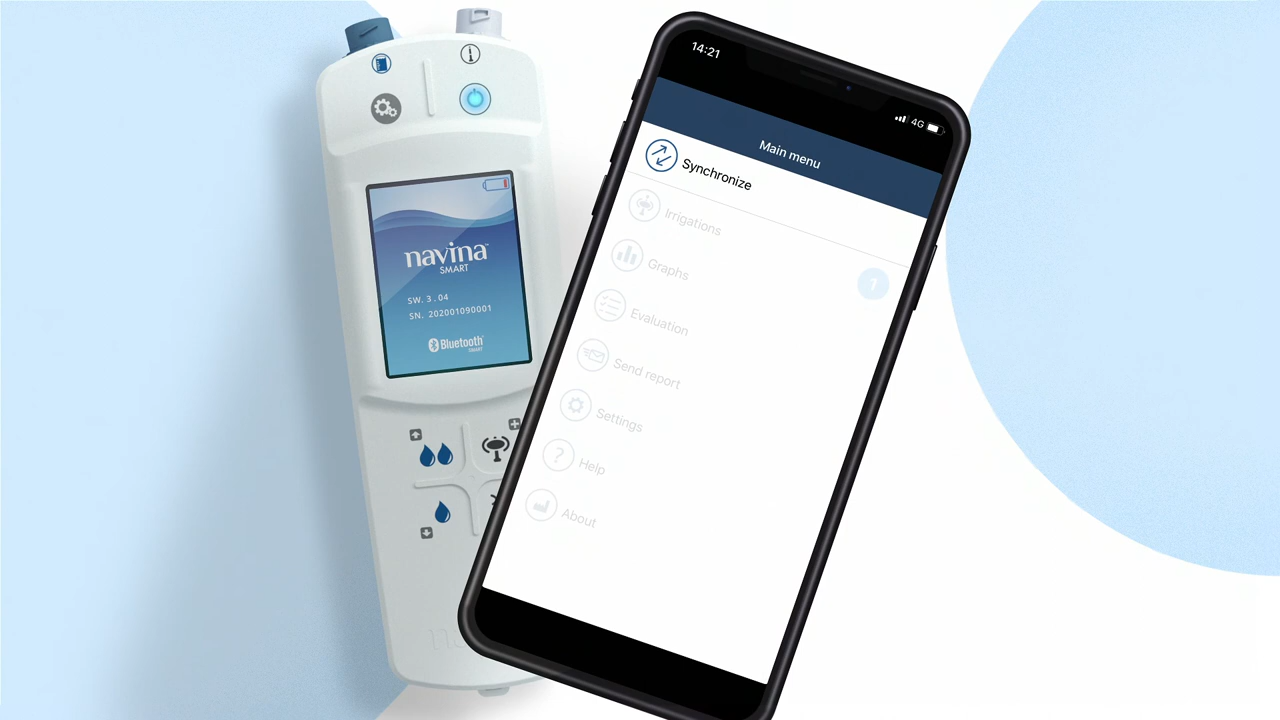 navina™
SMART
SW. 3.04
SN. 202001090001
Bluetooth®
SMART
14:21
4G
Main menu
Synchronize
Irrigations
Graphs
1
Evaluation
Send report
Settings
Help
About